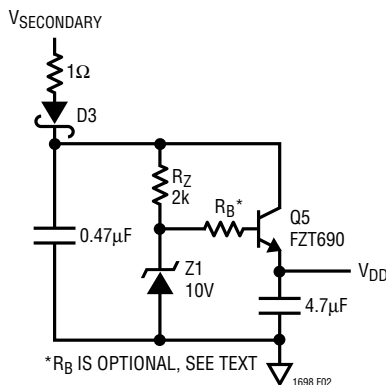 VSECONDARY
1Ω
D3
RZ
2k
RB*
Q5
FZT690
0.47µF
Z1
10V
VDD
4.7µF
*RB IS OPTIONAL, SEE TEXT
1698 F02